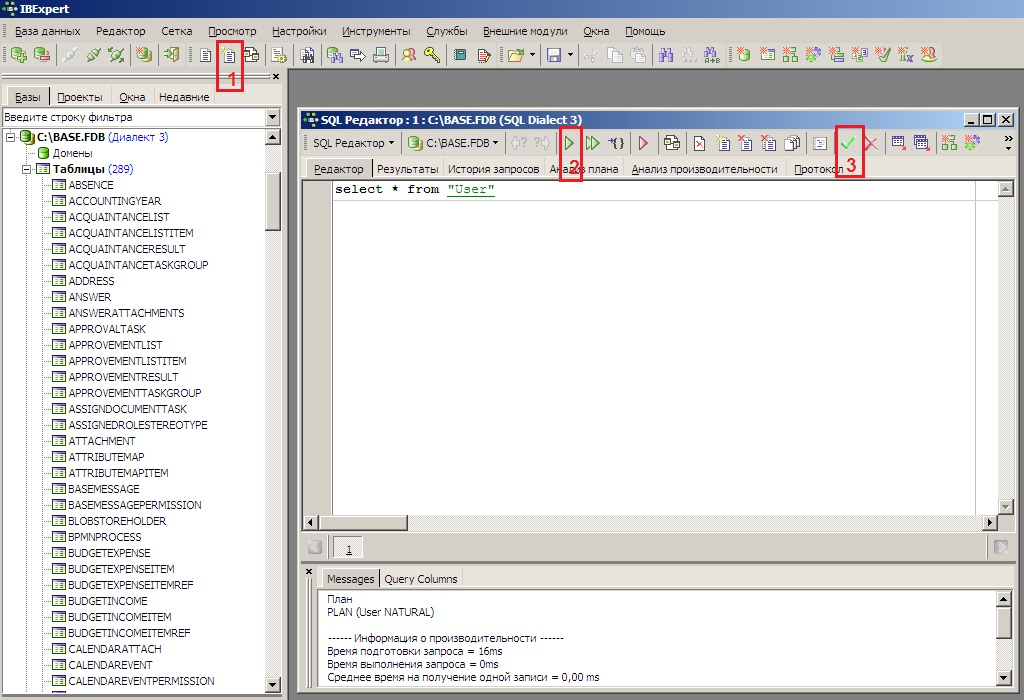 IBExpert
База данных Редактор Сетка Просмотр Настройки Инструменты Службы Внешние модули Окна Помощь
1
Базы Проекты Окна Недавние
Введите строку фильтра
C:\BASE.FDB (Диалект 3)
Домены
Таблицы (289)
ABSENCE
ACCOUNTINGYEAR
ACQUAINTANCELIST
ACQUAINTANCELISTITEM
ACQUAINTANCERESULT
ACQUAINTANCETASKGROUP
ADDRESS
ANSWER
ANSWERATTACHMENTS
APPROVALTASK
APPROVEMENTLIST
APPROVEMENTLISTITEM
APPROVEMENTRESULT
APPROVEMENTTASKGROUP
ASSIGNDOCUMENTTASK
ASSIGNEDROLESTEREOTYPE
ATTACHMENT
ATTRIBUTEMAP
ATTRIBUTEMAPITEM
BASEMESSAGE
BASEMESSAGEPERMISSION
BLOBSTOREHOLDER
BPMNPROCESS
BUDGETEXPENSE
BUDGETEXPENSEITEM
BUDGETEXPENSEITEMREF
BUDGETINCOME
BUDGETINCOMEITEM
BUDGETINCOMEITEMREF
CALENDARATTACH
CALENDAREVENT
CALENDAREVENTPERMISSION
SQL Редактор : 1 : C:\BASE.FDB (SQL Dialect 3)
SQL Редактор C:\BASE.FDB
2 3
Редактор Результаты История запросов Анализ плана Анализ производительности Протокол
select * from "User"
1
Messages Query Columns
План
PLAN (User NATURAL)
------ Информация о производительности ------
Время подготовки запроса = 16ms
Время выполнения запроса = 0ms
Среднее время на получение одной записи = 0,00 ms